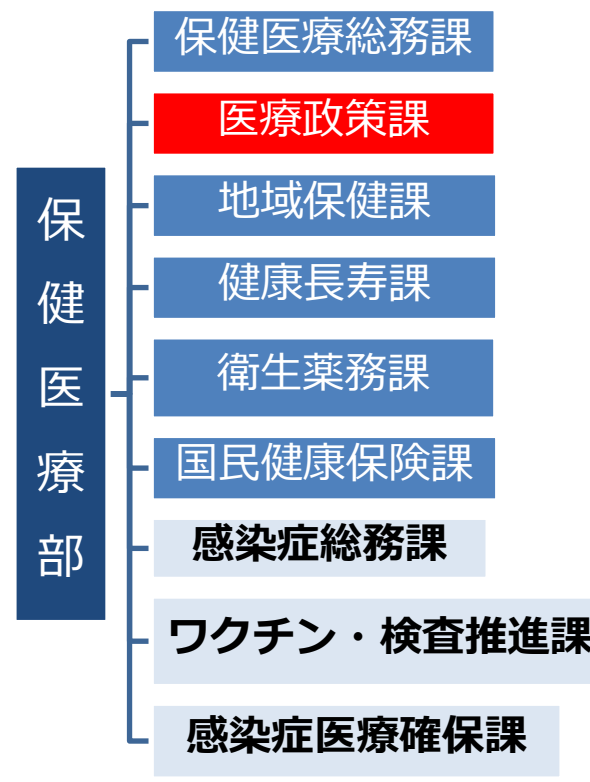 保健医療部
保健医療総務課
医療政策課
地域保健課
健康長寿課
衛生薬務課
国民健康保険課
感染症総務課
ワクチン・検査推進課
感染症医療確保課